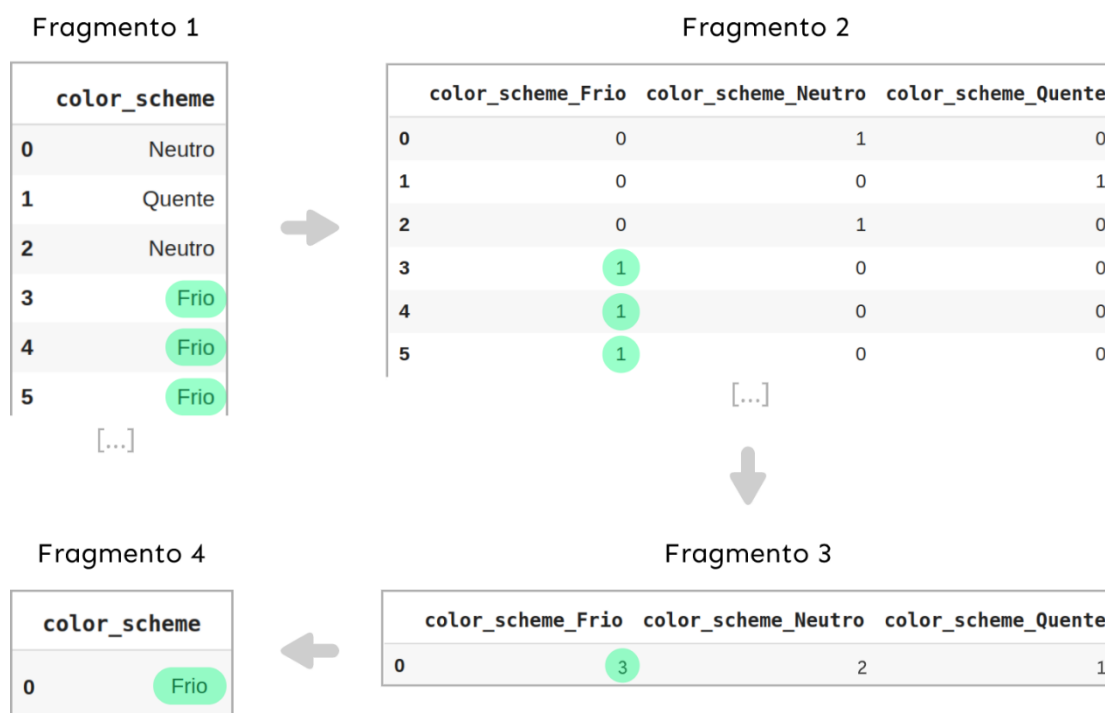 Fragmento 1
color_scheme
0 Neutro
1 Quente
2 Neutro
3 Frio
4 Frio
5 Frio
[...]
Fragmento 2
color_scheme_Frio color_scheme_Neutro color_scheme_Quente
0 0 1 0
1 0 0 1
2 0 1 0
3 1 0 0
4 1 0 0
5 1 0 0
[...]
Fragmento 4
color_scheme
0 Frio
Fragmento 3
color_scheme_Frio color_scheme_Neutro color_scheme_Quente
0 3 2 1